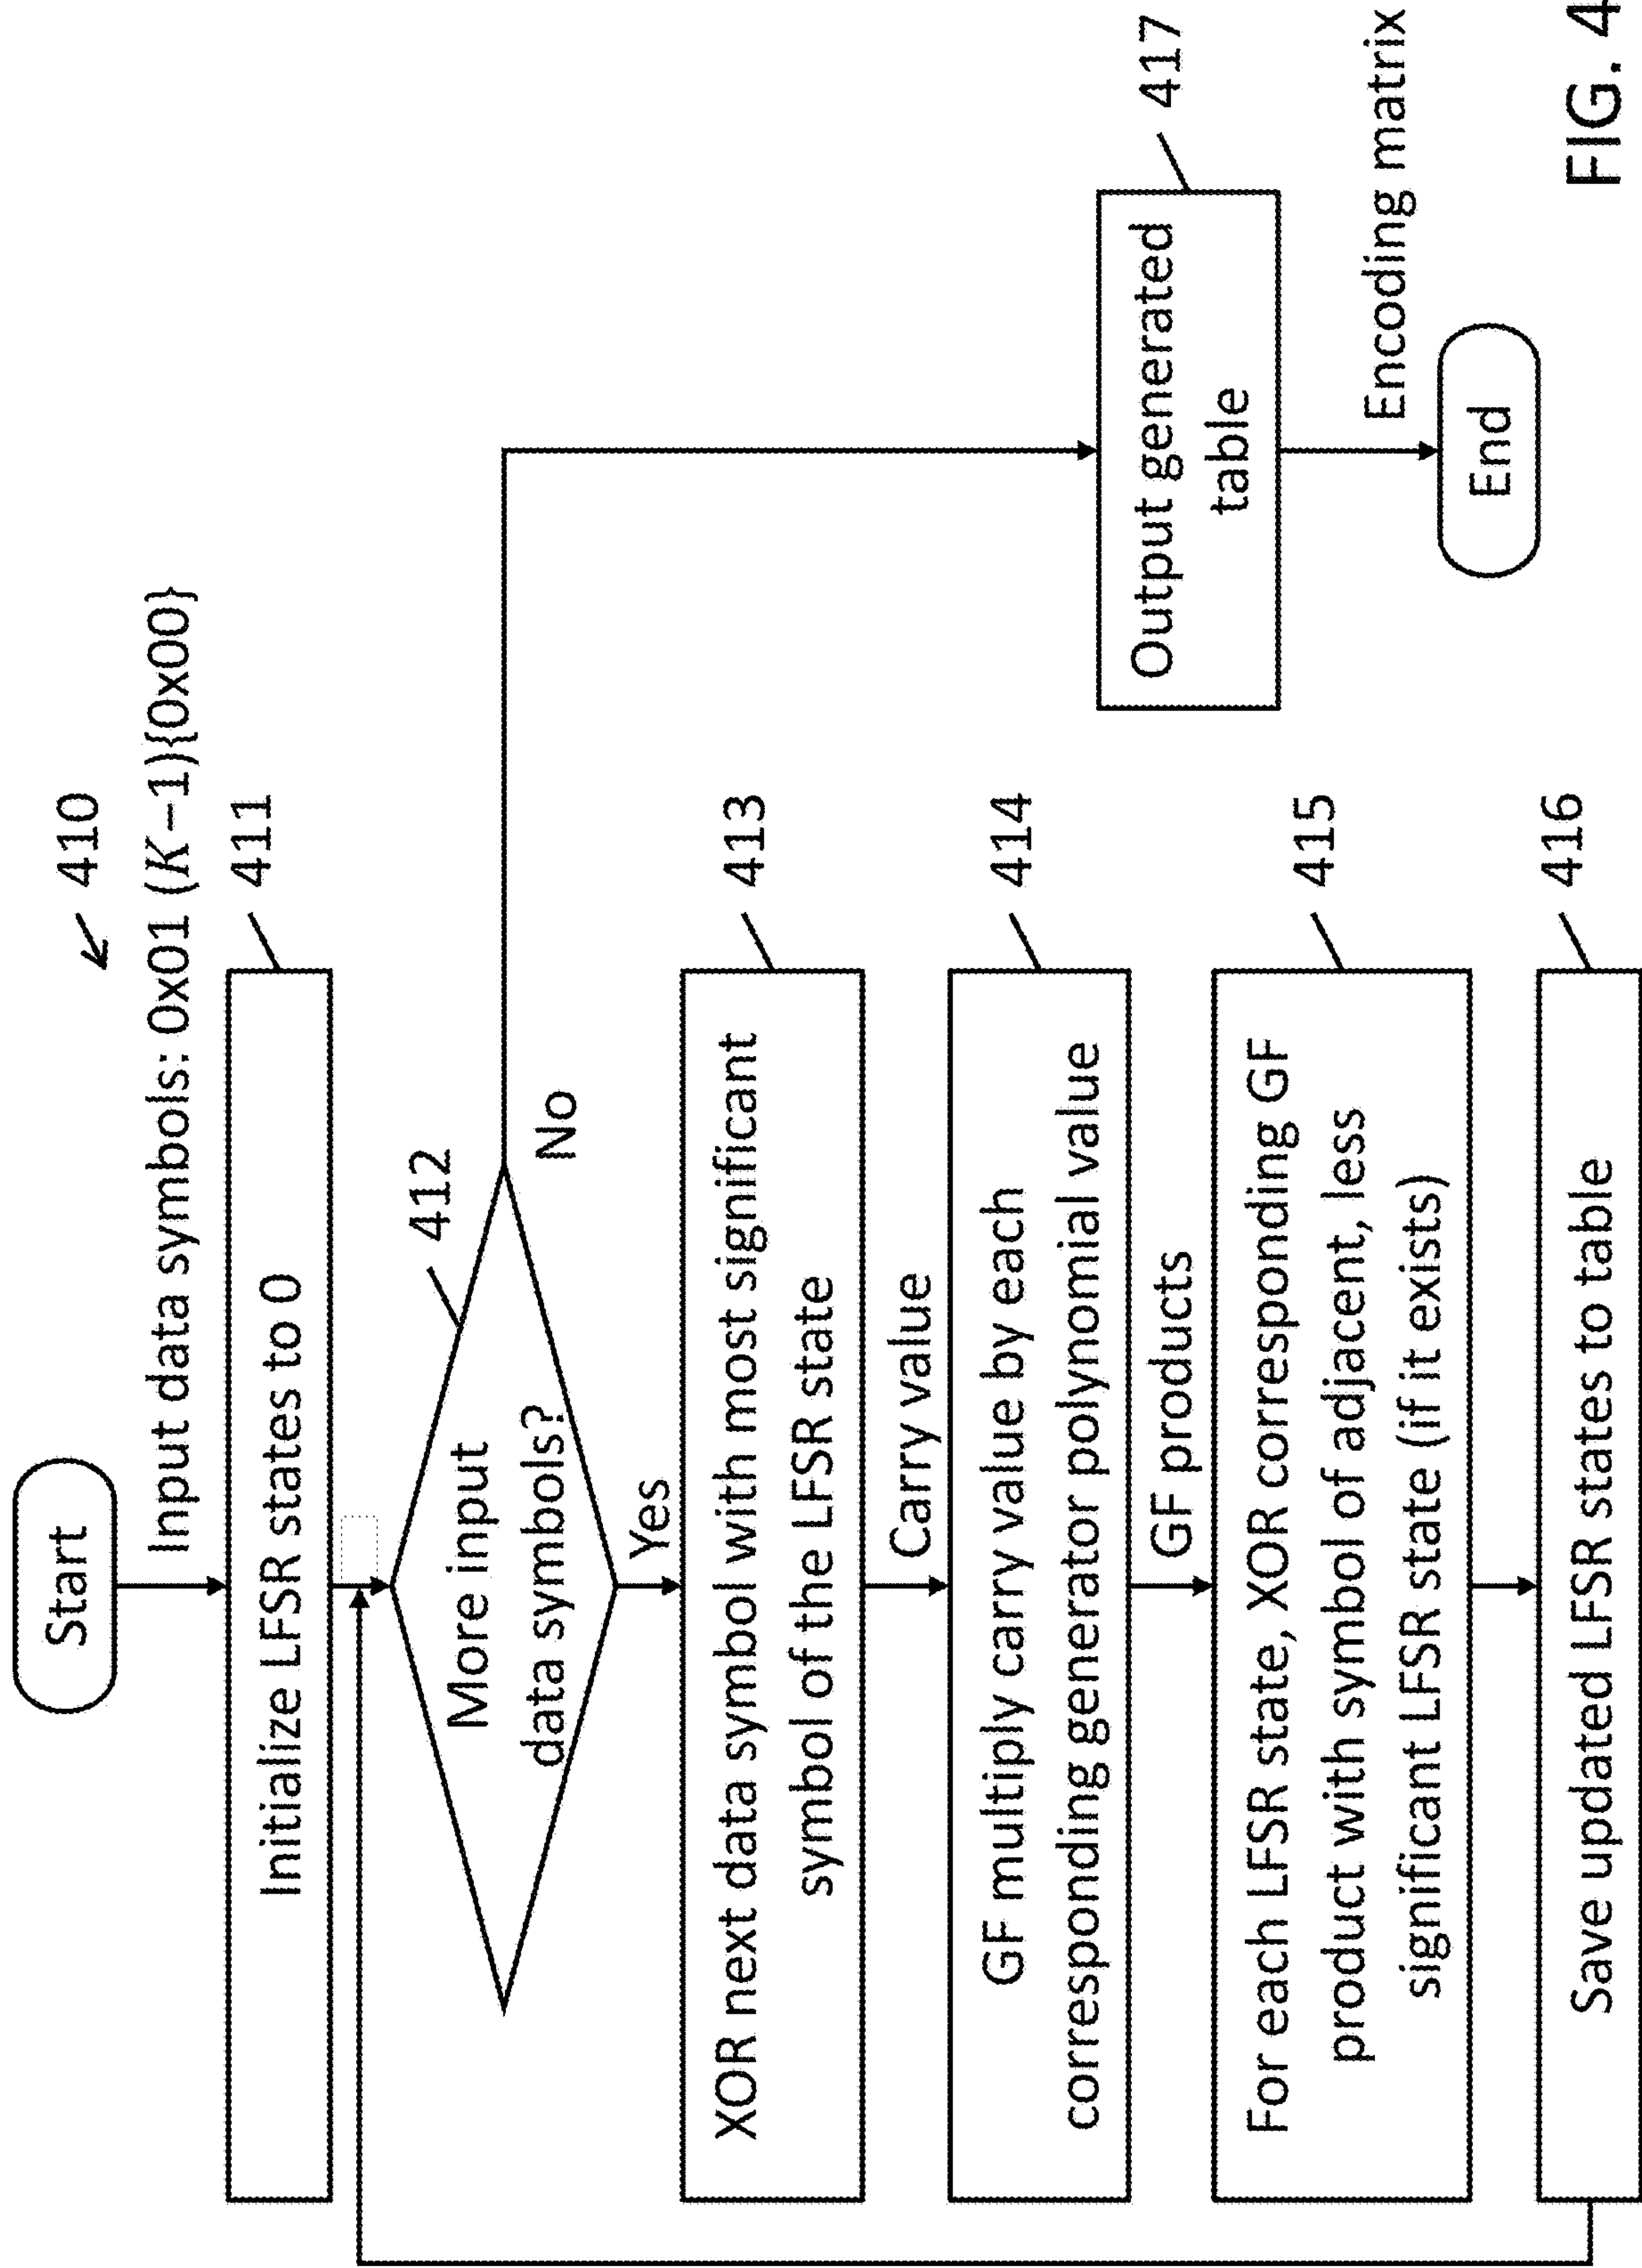 410
Start
Input data symbols: 0x01 (K−1){0x00}
411
Initialize LFSR states to 0
412
More input
data symbols?
No
Yes
413
XOR next data symbol with most significant
symbol of the LFSR state
Carry value
414
GF multiply carry value by each
corresponding generator polynomial value
GF products
415
For each LFSR state, XOR corresponding GF
product with symbol of adjacent, less
significant LFSR state (if it exists)
416
Save updated LFSR states to table
417
Output generated
table
Encoding matrix
End
FIG. 4